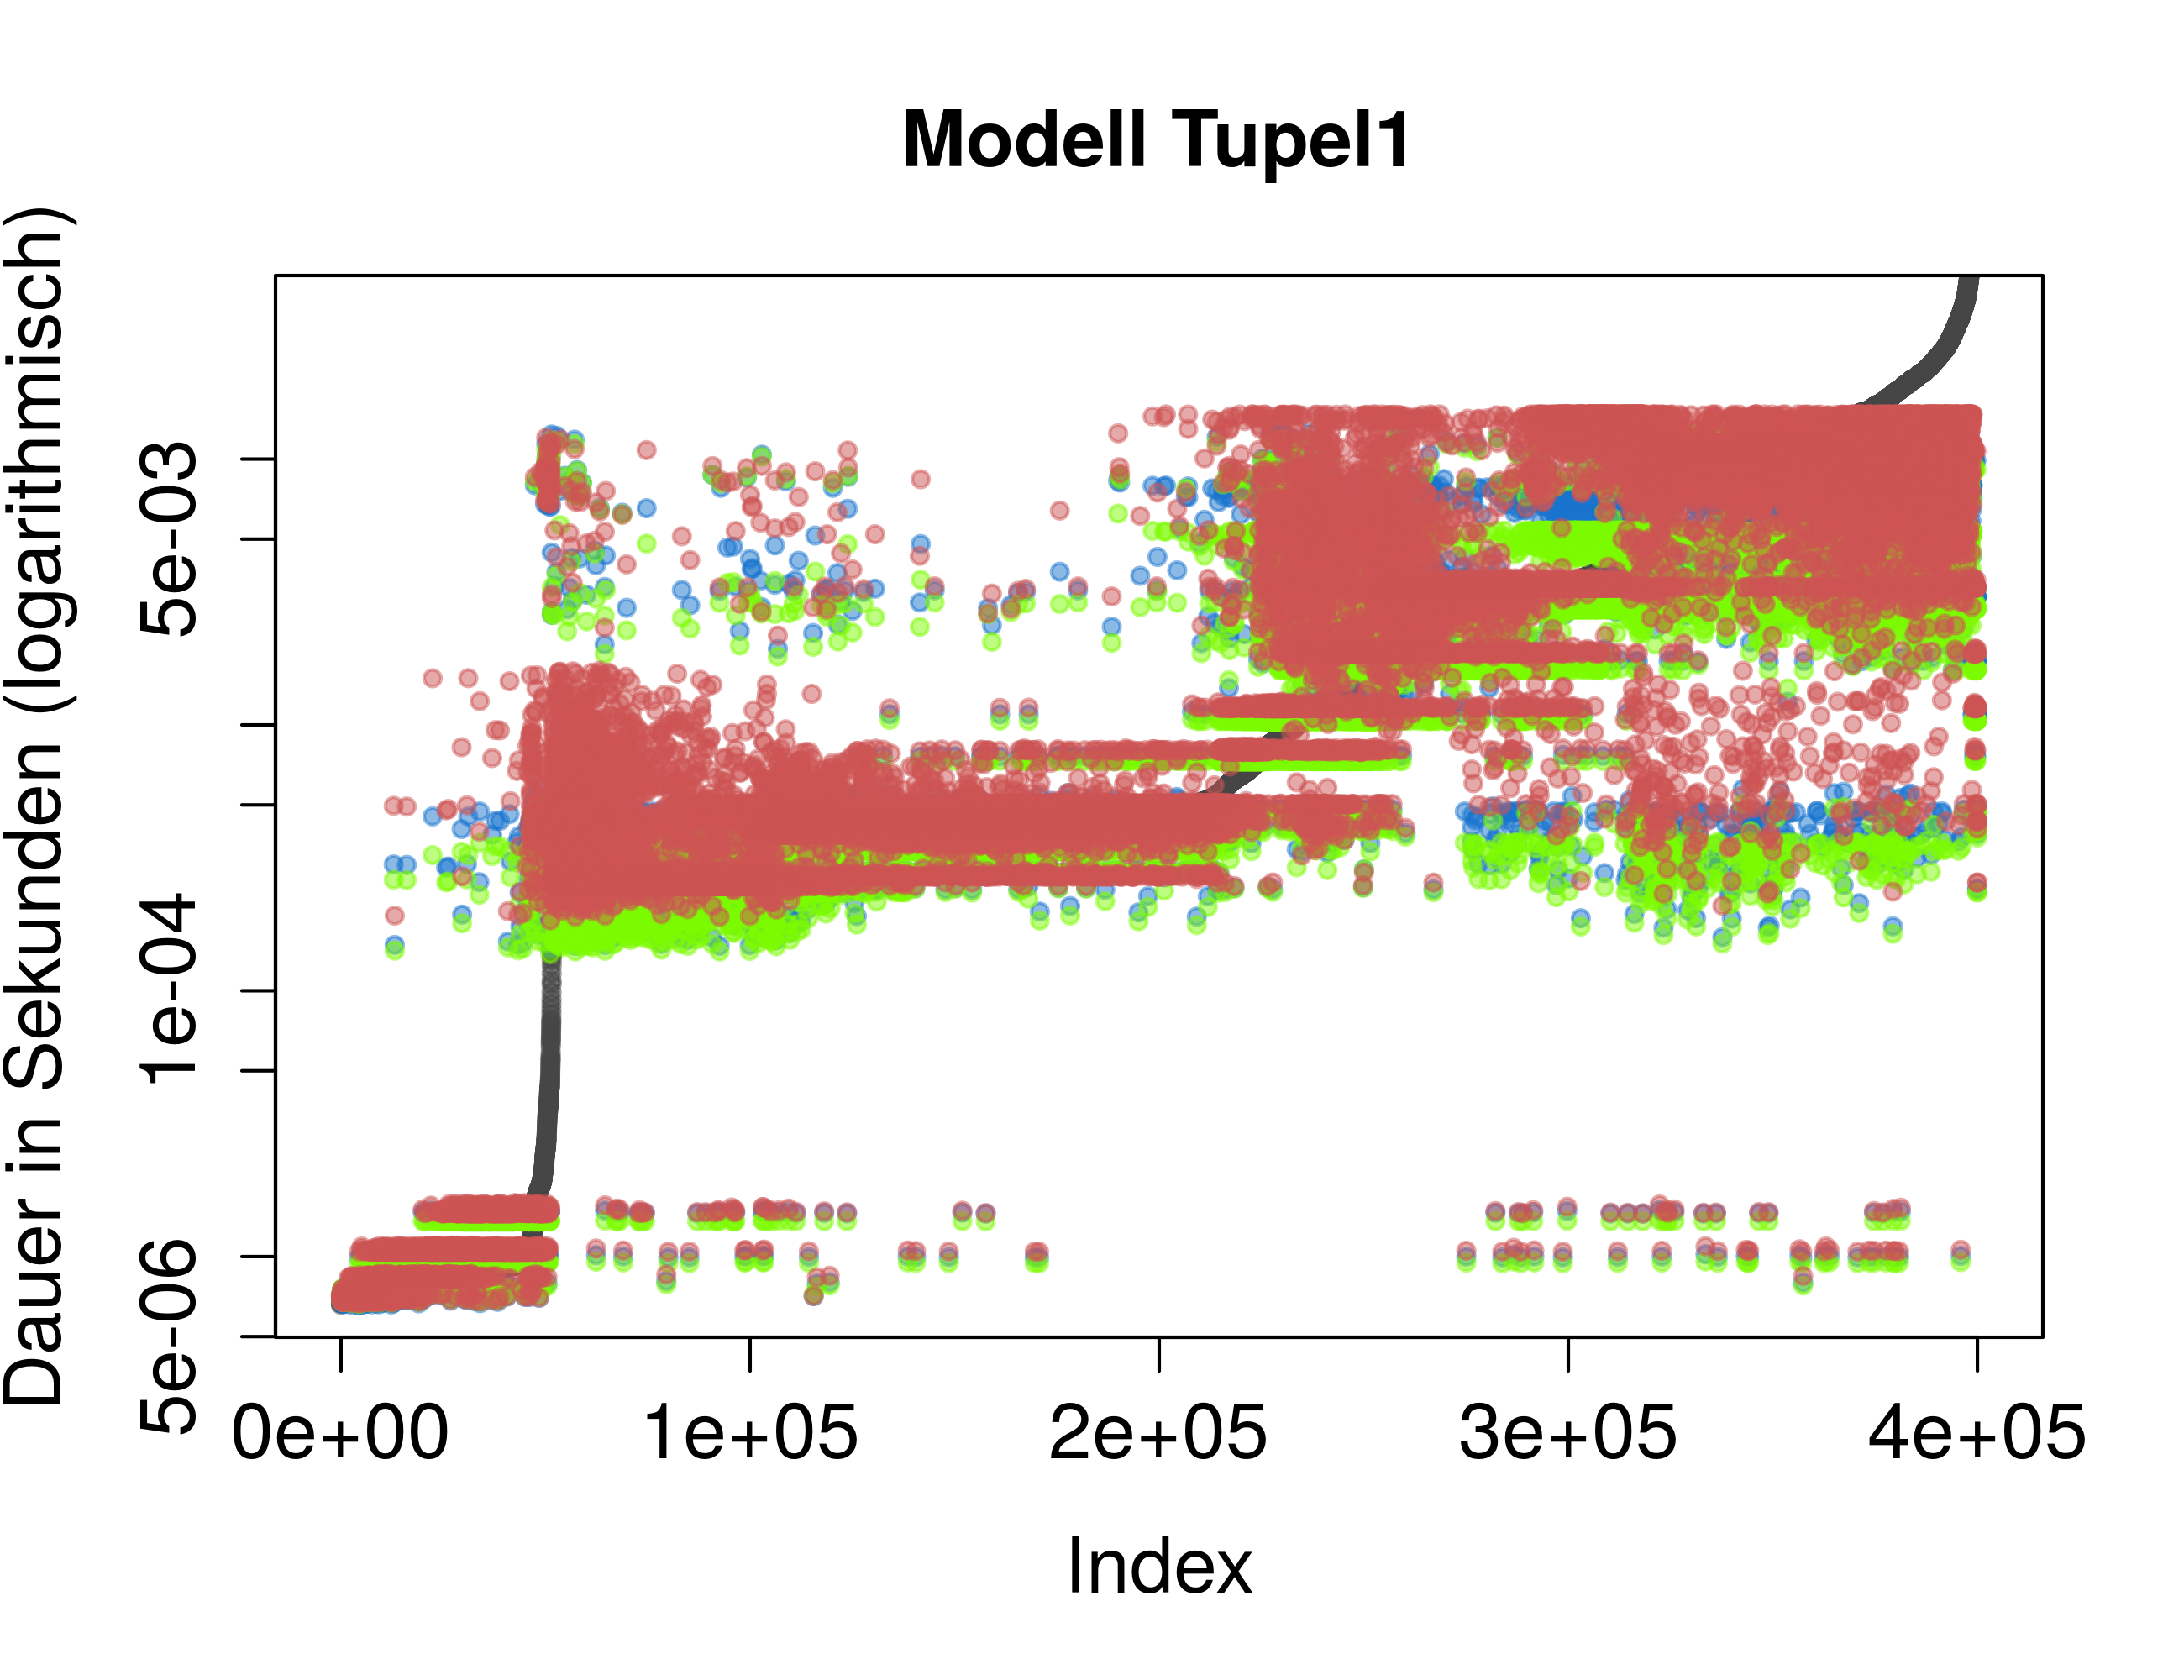 Modell Tupel1
Dauer in Sekunden (logarithmisch)
5e-03
1e-04
5e-06
0e+00 1e+05 2e+05 3e+05 4e+05
Index